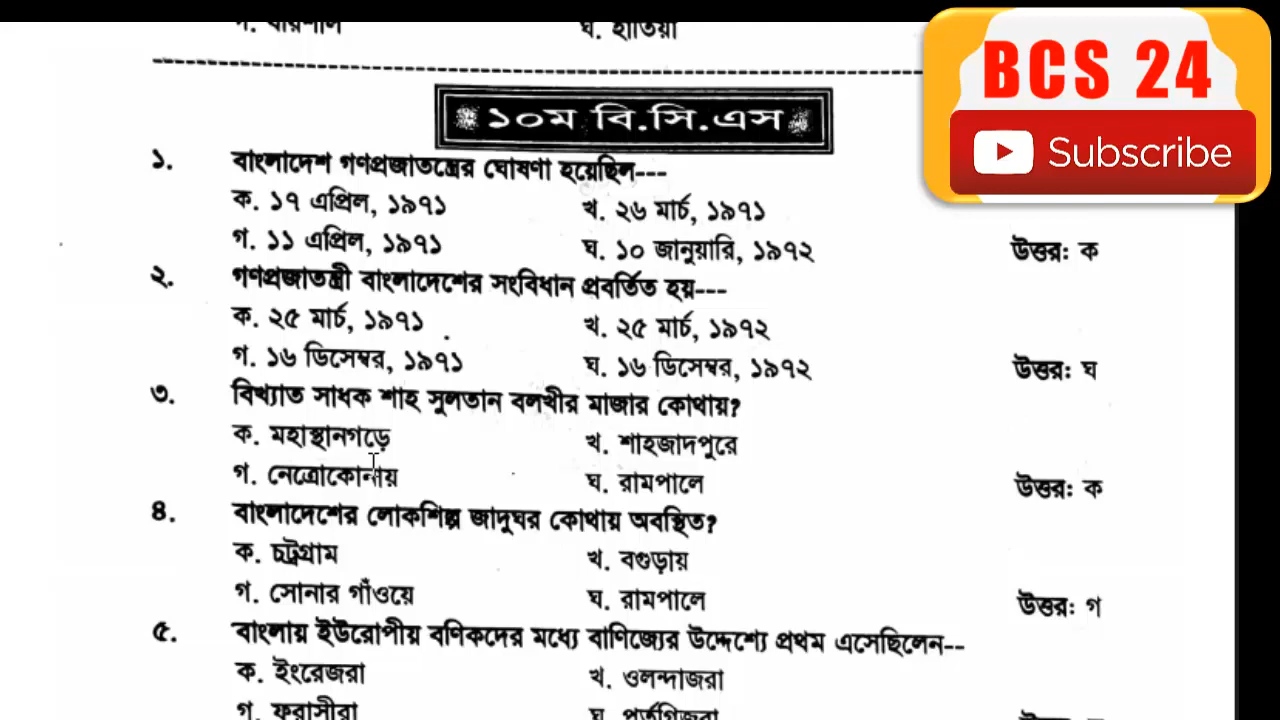 গ. বরিশাল ঘ. হাতিয়া
BCS 24
Subscribe
১০ম বি.সি.এস
১. বাংলাদেশ গণপ্রজাতন্ত্রের ঘোষণা হয়েছিল---
ক. ১৭ এপ্রিল, ১৯৭১ খ. ২৬ মার্চ, ১৯৭১
গ. ১১ এপ্রিল, ১৯৭১ ঘ. ১০ জানুয়ারি, ১৯৭২ উত্তরঃ ক
২. গণপ্রজাতন্ত্রী বাংলাদেশের সংবিধান প্রবর্তিত হয়---
ক. ২৫ মার্চ, ১৯৭১ খ. ২৫ মার্চ, ১৯৭২
গ. ১৬ ডিসেম্বর, ১৯৭১ ঘ. ১৬ ডিসেম্বর, ১৯৭২ উত্তরঃ ঘ
৩. বিখ্যাত সাধক শাহ সুলতান বলখীর মাজার কোথায়?
ক. মহাস্থানগড়ে খ. শাহজাদপুরে
গ. নেত্রোকোনায় ঘ. রামপালে উত্তরঃ ক
৪. বাংলাদেশের লোকশিল্প জাদুঘর কোথায় অবস্থিত?
ক. চট্টগ্রাম খ. বগুড়ায়
গ. সোনার গাঁওয়ে ঘ. রামপালে উত্তরঃ গ
৫. বাংলায় ইউরোপীয় বণিকদের মধ্যে বাণিজ্যের উদ্দেশ্যে প্রথম এসেছিলেন--
ক. ইংরেজরা খ. ওলন্দাজরা
গ. ফরাসীরা ঘ. পর্তুগিজরা